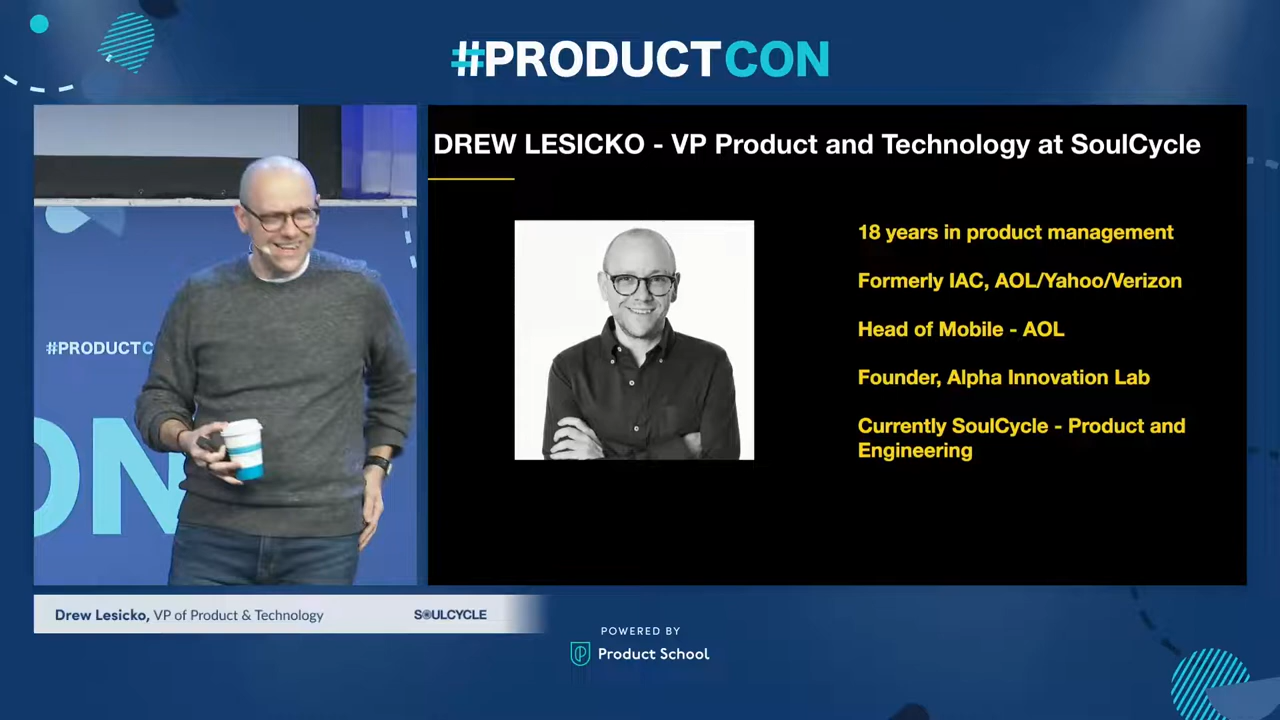 #PRODUCTCON
DREW LESICKO - VP Product and Technology at SoulCycle
18 years in product management
Formerly IAC, AOL/Yahoo/Verizon
Head of Mobile - AOL
Founder, Alpha Innovation Lab
Currently SoulCycle - Product and
Engineering
#PRODUCTC
ON
Drew Lesicko, VP of Product & Technology
SOULCYCLE
POWERED BY
Product School